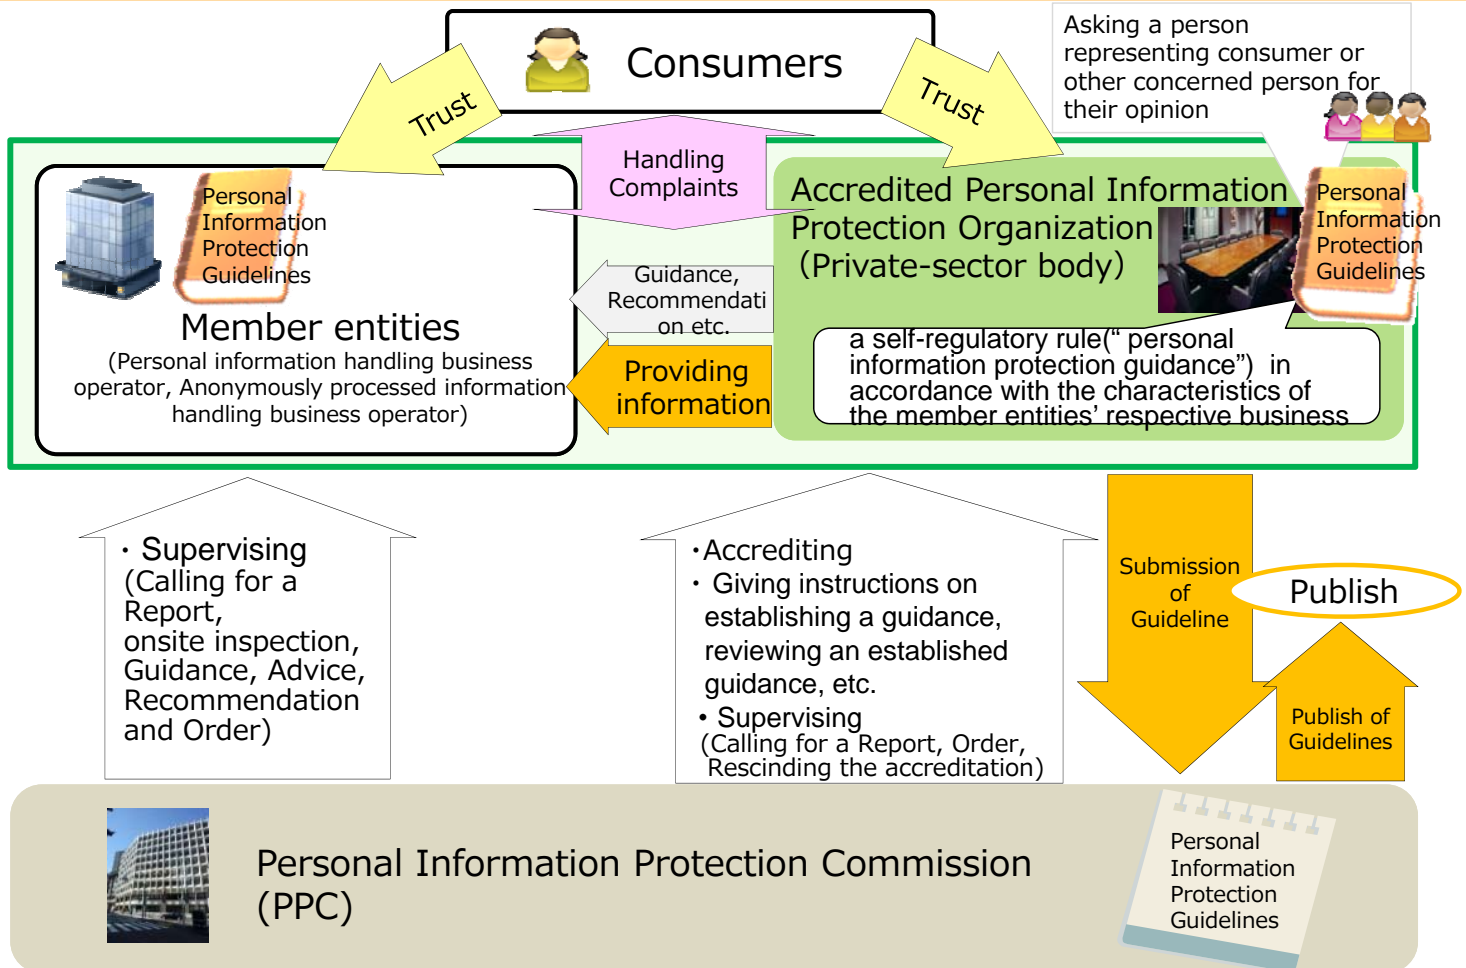 Consumers
Asking a person
representing consumer or
other concerned person for
their opinion
Trust
Trust
Handling
Complaints
Personal
Information
Protection
Guidelines
Member entities
(Personal information handling business
operator, Anonymously processed information
handling business operator)
Guidance,
Recommendati
on etc.
Providing
information
Accredited Personal Information
Protection Organization
(Private-sector body)
Personal
Information
Protection
Guidelines
a self-regulatory rule(“ personal
information protection guidance”) in
accordance with the characteristics of
the member entities’ respective business
・Supervising
(Calling for a
Report,
onsite inspection,
Guidance, Advice,
Recommendation
and Order)
・Accrediting
・ Giving instructions on
establishing a guidance,
reviewing an established
guidance, etc.
• Supervising
(Calling for a Report, Order,
Rescinding the accreditation)
Submission
of
Guideline
Publish
Publish of
Guidelines
Personal Information Protection Commission
(PPC)
Personal
Information
Protection
Guidelines